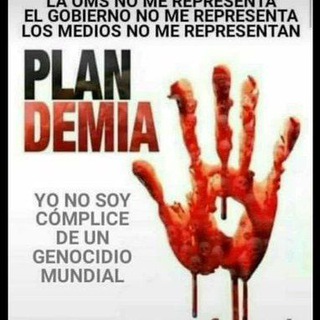 LA OMS NO ME REPRESENTA
EL GOBIERNO NO ME REPRESENTA
LOS MEDIOS NO ME REPRESENTAN
PLAN
DEMIA
YO NO SOY
CÓMPLICE
DE UN
GENOCIDIO
MUNDIAL